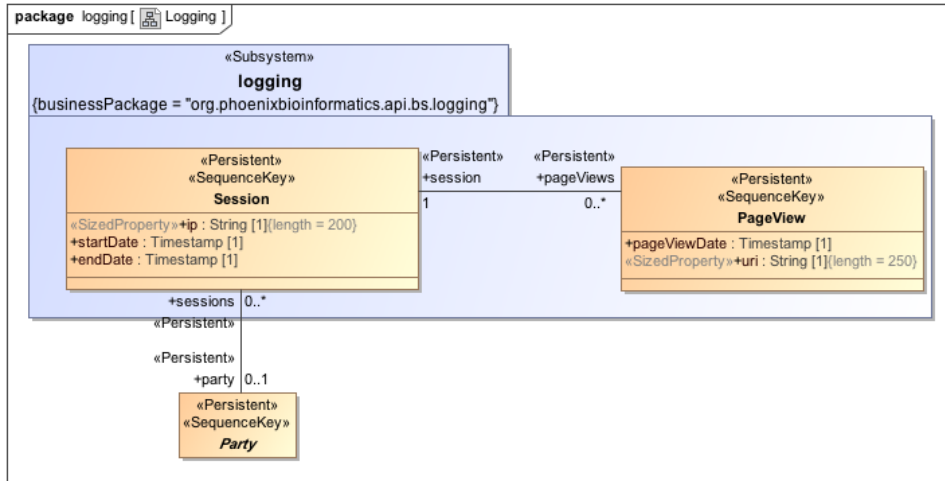 package logging [ Logging ]
«Subsystem»
logging
{businessPackage = "org.phoenixbioinformatics.api.bs.logging"}
«Persistent»
«SequenceKey»
Session
«SizedProperty»+ip : String [1]{length = 200}
+startDate : Timestamp [1]
+endDate : Timestamp [1]
«Persistent»
+session
1
«Persistent»
+pageViews
0..*
«Persistent»
«SequenceKey»
PageView
+pageViewDate : Timestamp [1]
«SizedProperty»+uri : String [1]{length = 250}
+sessions 0..*
«Persistent»
«Persistent»
+party 0..1
«Persistent»
«SequenceKey»
Party